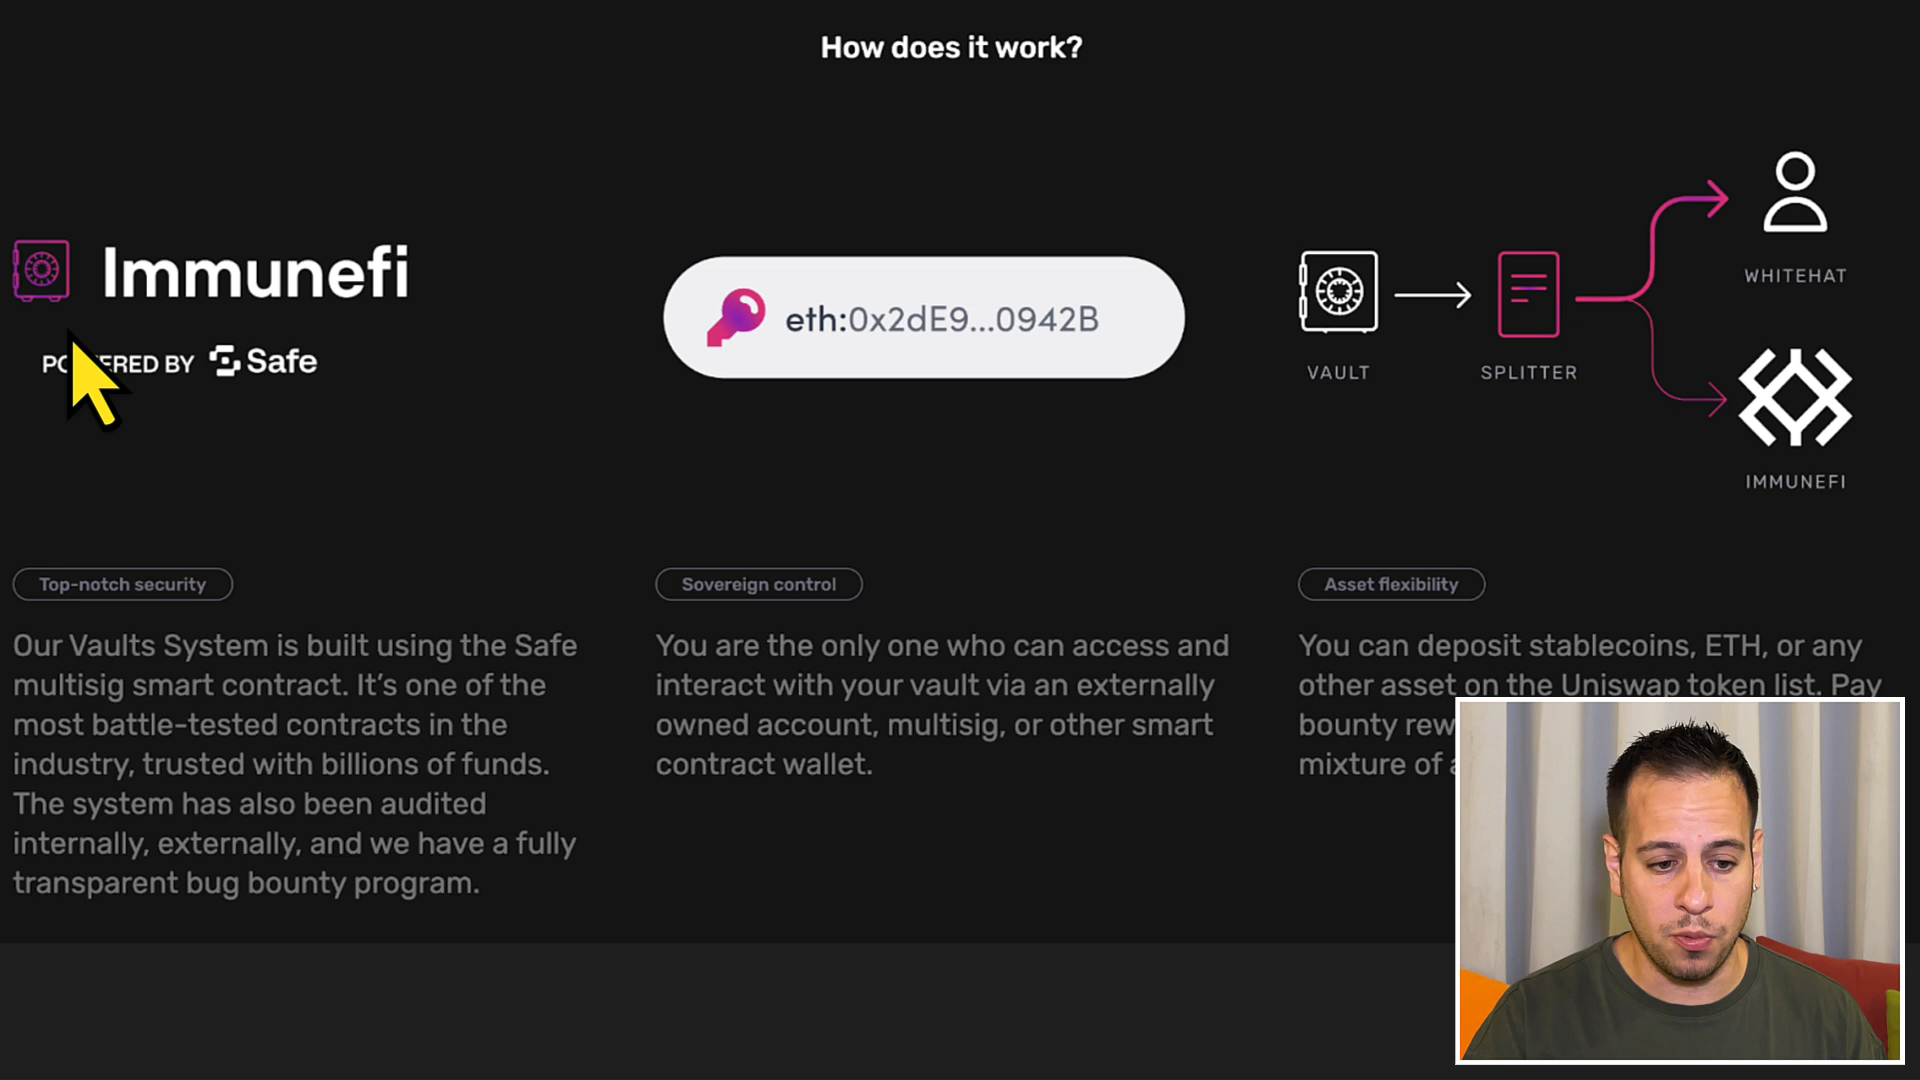 How does it work?
Immunefi
POWERED BY Safe
Top-notch security
Our Vaults System is built using the Safe
multisig smart contract. It’s one of the
most battle-tested contracts in the
industry, trusted with billions of funds.
The system has also been audited
internally, externally, and we have a fully
transparent bug bounty program.
eth:0x2dE9...0942B
Sovereign control
You are the only one who can access and
interact with your vault via an externally
owned account, multisig, or other smart
contract wallet.
VAULT
SPLITTER
WHITEHAT
IMMUNEFI
Asset flexibility
You can deposit stablecoins, ETH, or any
other asset on the Uniswap token list. Pay
bounty
mixture of